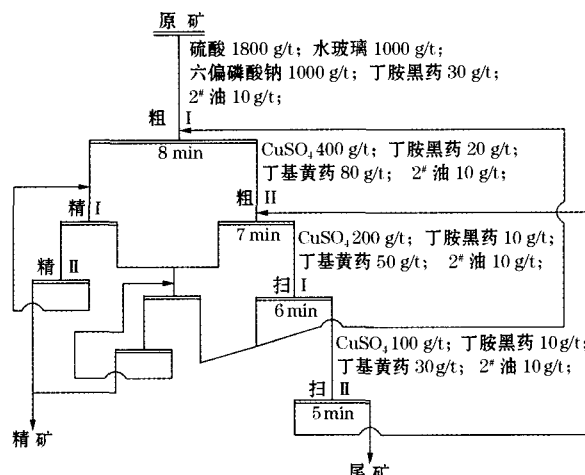 原 矿
硫酸 1800 g/t; 水玻璃 1000 g/t;
六偏磷酸钠 1000 g/t; 丁胺黑药 30 g/t;
2# 油 10 g/t;
粗 I
8 min
CuSO₄ 400 g/t; 丁胺黑药 20 g/t;
丁基黄药 80 g/t; 2# 油 10 g/t;
精 I
粗 II
7 min
CuSO₄ 200 g/t; 丁胺黑药 10 g/t;
丁基黄药 50 g/t; 2# 油 10 g/t;
精 II
扫 I
6 min
CuSO₄ 100 g/t; 丁胺黑药 10 g/t;
丁基黄药 30 g/t; 2# 油 10 g/t;
扫 II
5 min
精 矿
尾 矿